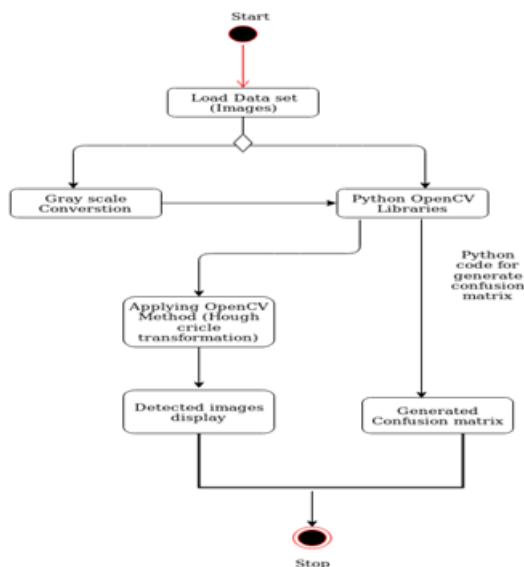 Start
Load Data set
(Images)
Gray scale
Converstion
Python OpenCV
Libraries
Python
code for
generate
confusion
matrix
Applying OpenCV
Method (Hough
cricle
transformation)
Detected images
display
Generated
Confusion matrix
Stop